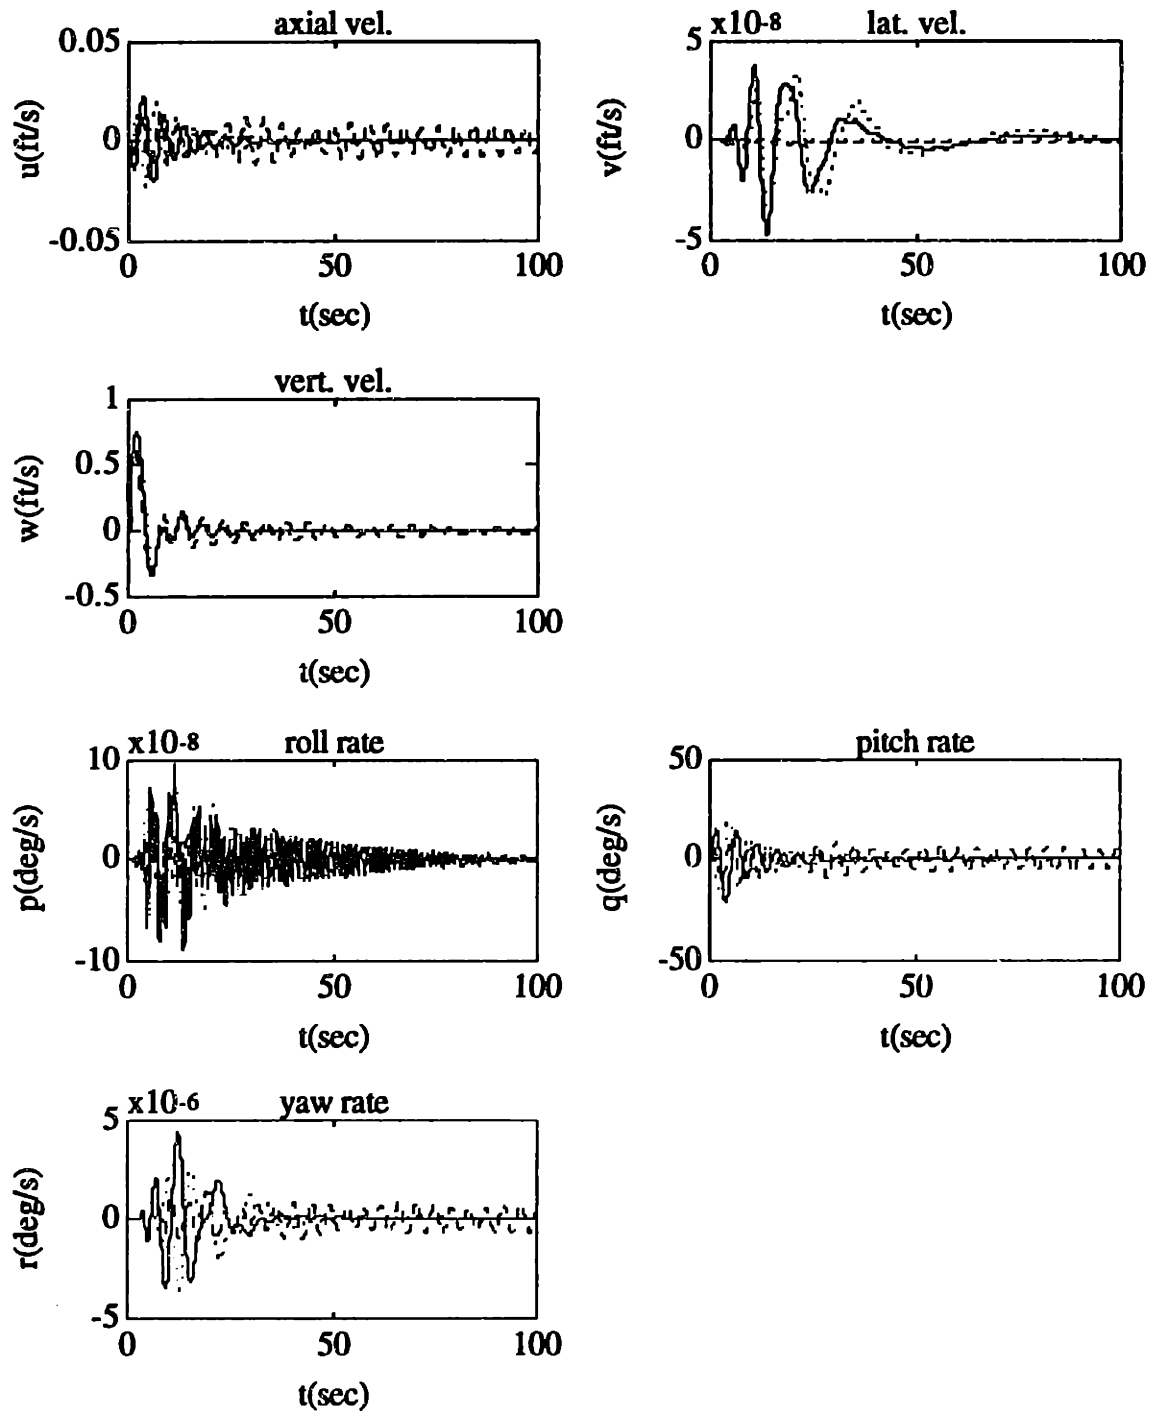 axial vel.
0.05
0
-0.05
u(ft/s)
0 50 100
t(sec)
x10-8 lat. vel.
5
0
-5
v(ft/s)
0 50 100
t(sec)
vert. vel.
1
0.5
0
-0.5
w(ft/s)
0 50 100
t(sec)
x10-8 roll rate
10
0
-10
p(deg/s)
0 50 100
t(sec)
pitch rate
50
0
-50
q(deg/s)
0 50 100
t(sec)
x10-6 yaw rate
5
0
-5
r(deg/s)
0 50 100
t(sec)